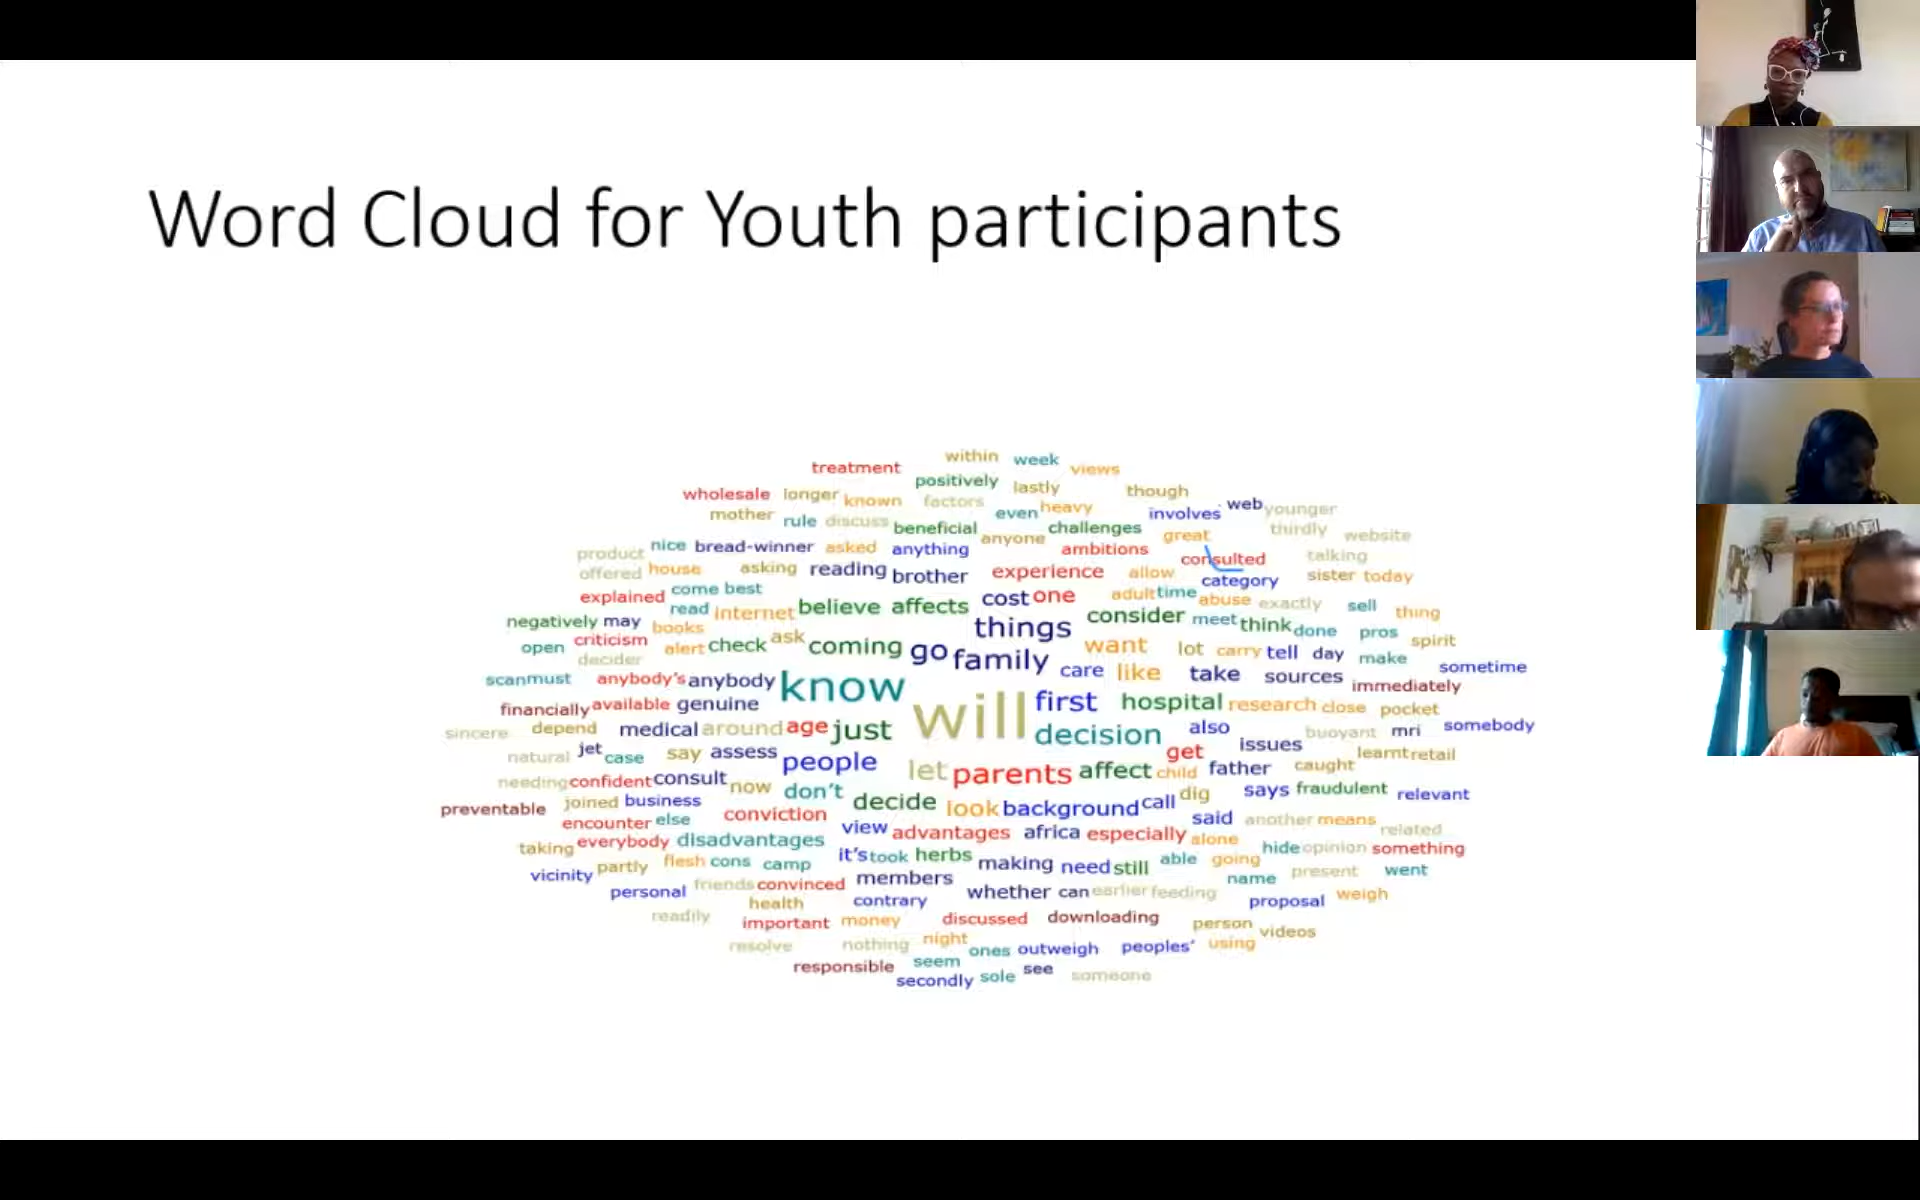 Word Cloud for Youth participants
within week
treatment views
positively lastly
wholesale longer known factors though
mother rule discuss beneficial even heavy challenges involves web younger
anyone great thirdly website
product nice bread-winner asked anything ambitions consulted talking
offered house asking reading brother experience allow category sister today
explained come best cost one adult time abuse exactly sell thing
negatively may read internet believe affects things consider meet think done pros spirit
books
open criticism alert check ask coming go family want lot carry tell day make sometime
decider
scan must anybody's anybody know care like take sources immediately
financially available genuine will first hospital research close pocket
sincere depend medical around age just decision also buoyant mri somebody
natural jet case say assess people get issues learnt retail
needing confident consult now don't let parents affect child father caught
preventable joined business decide look background call dig says fraudulent relevant
encounter else conviction view advantages africa especially said another means related
taking everybody disadvantages it's took herbs making need still able alone going hide opinion something
vicinity partly flesh cons camp members name present went
personal friends convinced whether can earlier feeding proposal weigh
health contrary
readily important money discussed downloading person videos
resolve nothing night ones outweigh peoples' using
responsible seem see
secondly sole someone